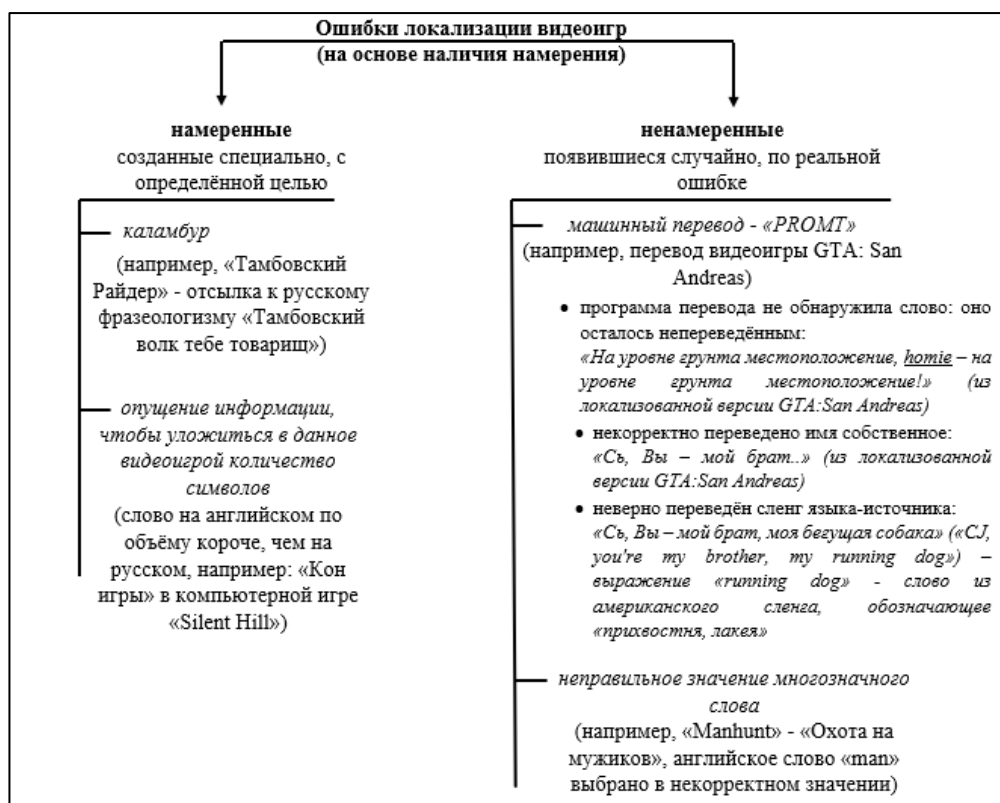 Ошибки локализации видеоигр
(на основе наличия намерения)
намеренные
созданные специально, с
определённой целью
каламбур
(например, «Тамбовский
Райдер» - отсылка к русскому
фразеологизму «Тамбовский
волк тебе товарищ»)
опущение информации,
чтобы уложиться в данное
видеоигрой количество
символов
(слово на английском по
объёму короче, чем на
русском, например: «Кон
игры» в компьютерной игре
«Silent Hill»)
ненамеренные
появившиеся случайно, по реальной
ошибке
машинный перевод - «PROMT»
(например, перевод видеоигры GTA: San
Andreas)
• программа перевода не обнаружила слово: оно
осталось непереведённым:
«На уровне грунта местоположение, homie – на
уровне грунта местоположение!» (из
локализованной версии GTA:San Andreas)
• некорректно переведено имя собственное:
«Сь, Вы – мой брат..» (из локализованной
версии GTA:San Andreas)
• неверно переведён сленг языка-источника:
«Сь, Вы – мой брат, моя бегущая собака» («CJ,
you're my brother, my running dog») –
выражение «running dog» - слово из
американского сленга, обозначающее
«прихвостня, лакея»
неправильное значение многозначного
слова
(например, «Manhunt» - «Охота на
мужиков», английское слово «man»
выбрано в некорректном значении)